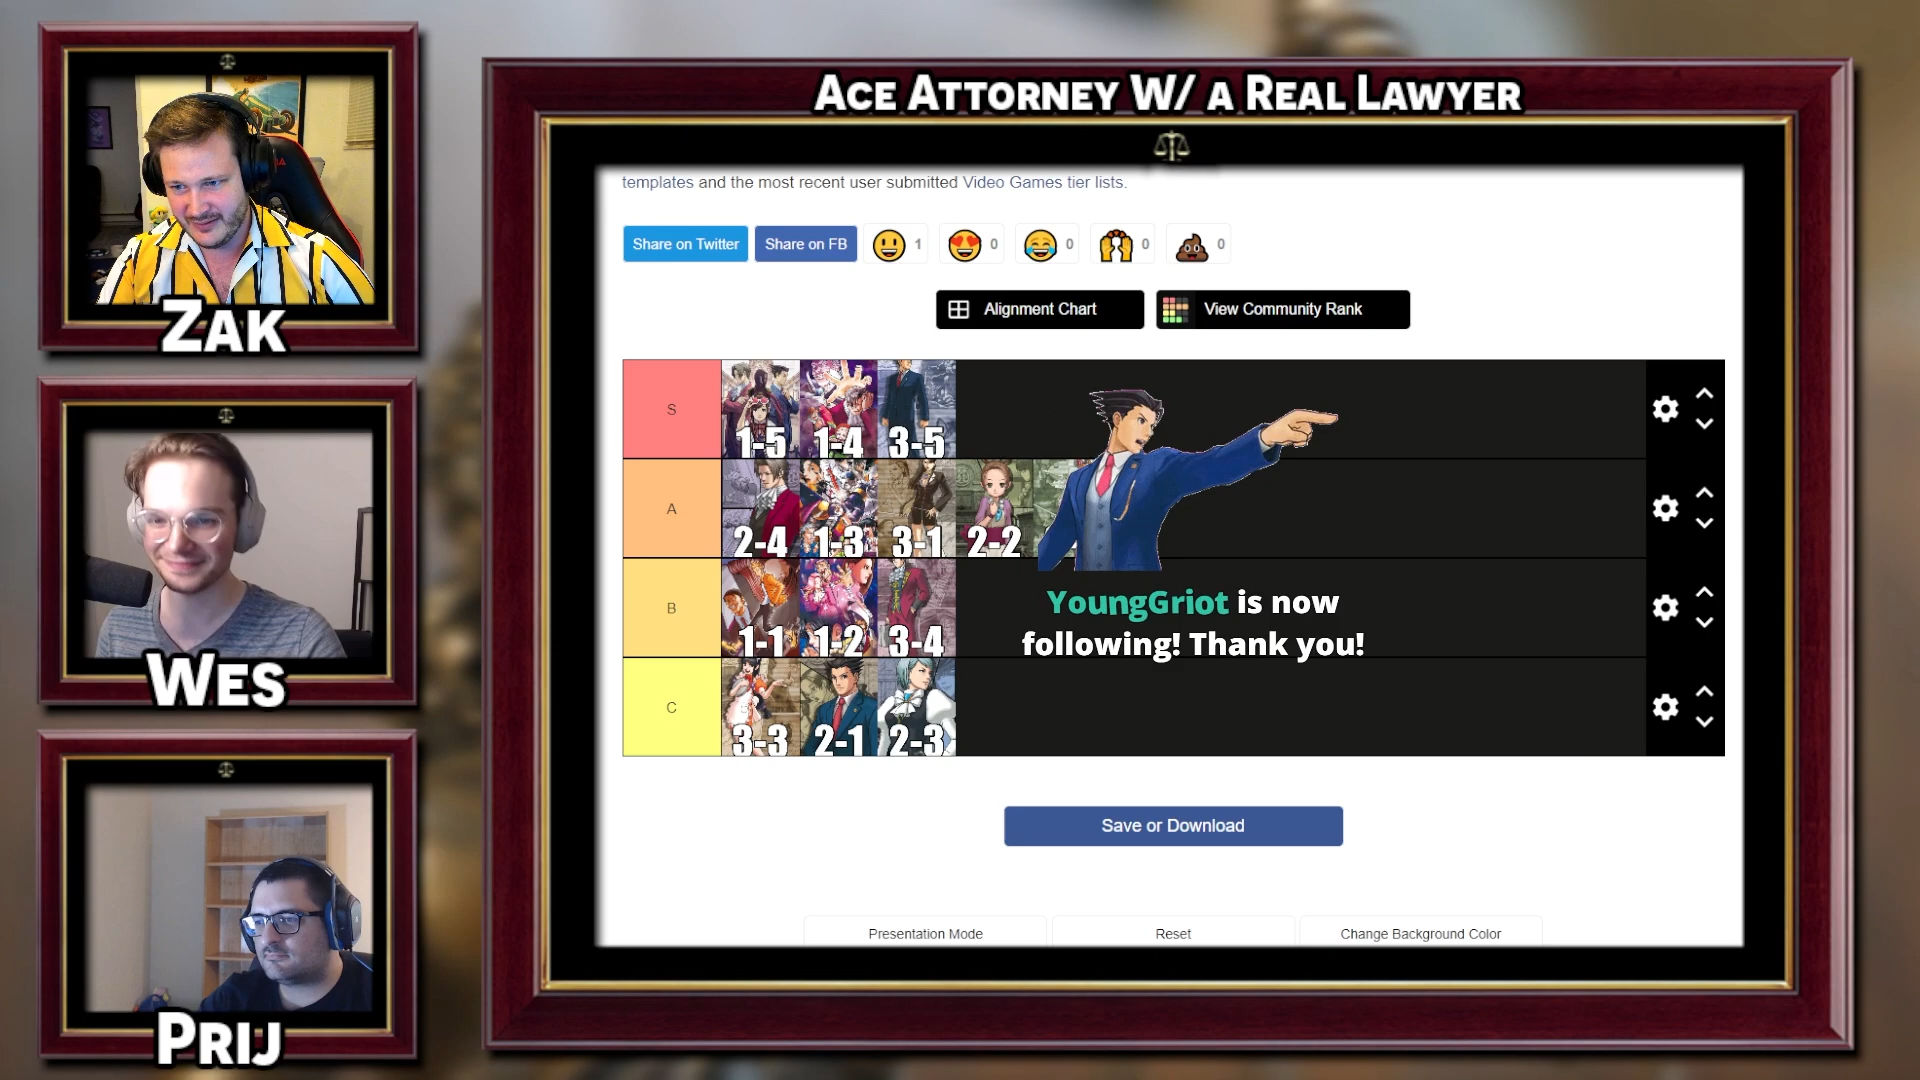 Ace Attorney W/ a Real Lawyer
templates and the most recent user submitted Video Games tier lists.
Share on Twitter
Share on FB
1
0
0
0
0
Alignment Chart
View Community Rank
S
1-5
1-4
3-5
A
2-4
1-3
3-1
2-2
B
1-1
1-2
3-4
C
3-3
2-1
2-3
YoungGriot is now
following! Thank you!
Save or Download
Presentation Mode
Reset
Change Background Color
Zak
Wes
Prij